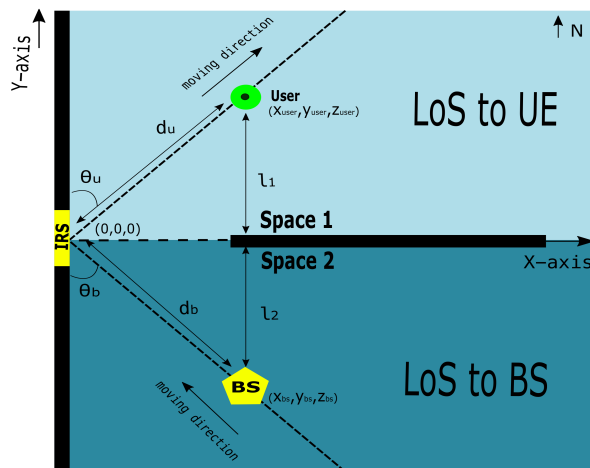 Y-axis
N
moving direction
User
(xuser,yuser,zuser)
LoS to UE
du
θu
l1
IRS
(0,0,0)
Space 1
Space 2
X-axis
θb
db
l2
BS
(xbs,ybs,zbs)
LoS to BS
moving direction